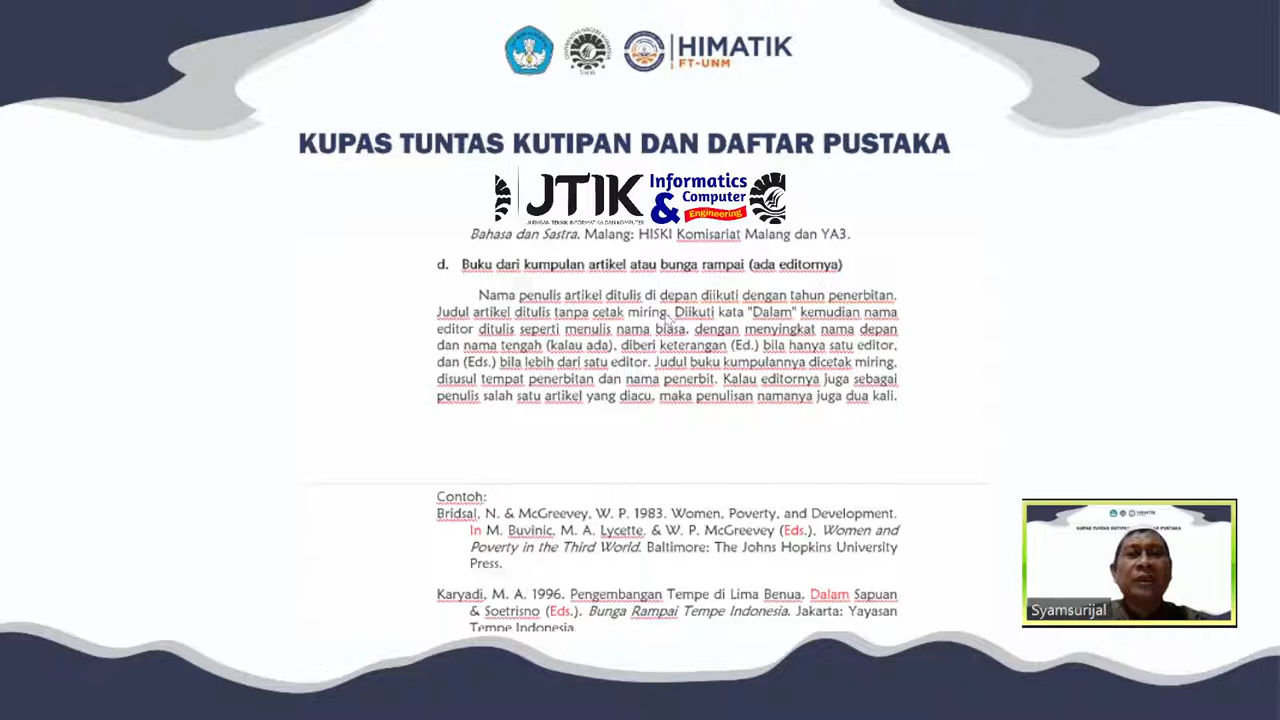 HIMATIK
FT-UNM
KUPAS TUNTAS KUTIPAN DAN DAFTAR PUSTAKA
JTIK
JURUSAN TEKNIK INFORMATIKA DAN KOMPUTER
Informatics
& Computer
Engineering
Bahasa dan Sastra. Malang: HISKI Komisariat Malang dan YA3.
d. Buku dari kumpulan artikel atau bunga rampai (ada editornya)
Nama penulis artikel ditulis di depan diikuti dengan tahun penerbitan.
Judul artikel ditulis tanpa cetak miring. Diikuti kata "Dalam" kemudian nama
editor ditulis seperti menulis nama biasa, dengan menyingkat nama depan
dan nama tengah (kalau ada), diberi keterangan (Ed.) bila hanya satu editor,
dan (Eds.) bila lebih dari satu editor. Judul buku kumpulannya dicetak miring,
disusul tempat penerbitan dan nama penerbit. Kalau editornya juga sebagai
penulis salah satu artikel yang diacu, maka penulisan namanya juga dua kali.
Contoh:
Bridsal, N. & McGreevey, W. P. 1983. Women, Poverty, and Development.
In M. Buvinic, M. A. Lycette, & W. P. McGreevey (Eds.), Women and
Poverty in the Third World. Baltimore: The Johns Hopkins University
Press.
Karyadi, M. A. 1996. Pengembangan Tempe di Lima Benua. Dalam Sapuan
& Soetrisno (Eds.). Bunga Rampai Tempe Indonesia. Jakarta: Yayasan
Tempe Indonesia.
HIMATIK
Syamsurijal